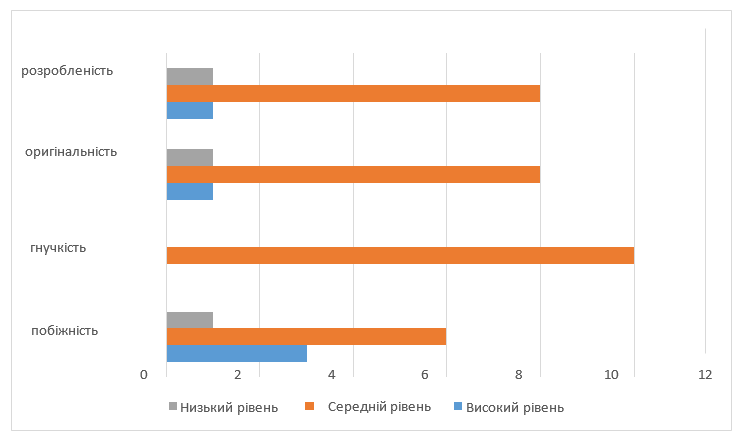 розробленість
оригінальність
гнучкість
побіжність
0 2 4 6 8 10 12
Низький рівень Середній рівень Високий рівень